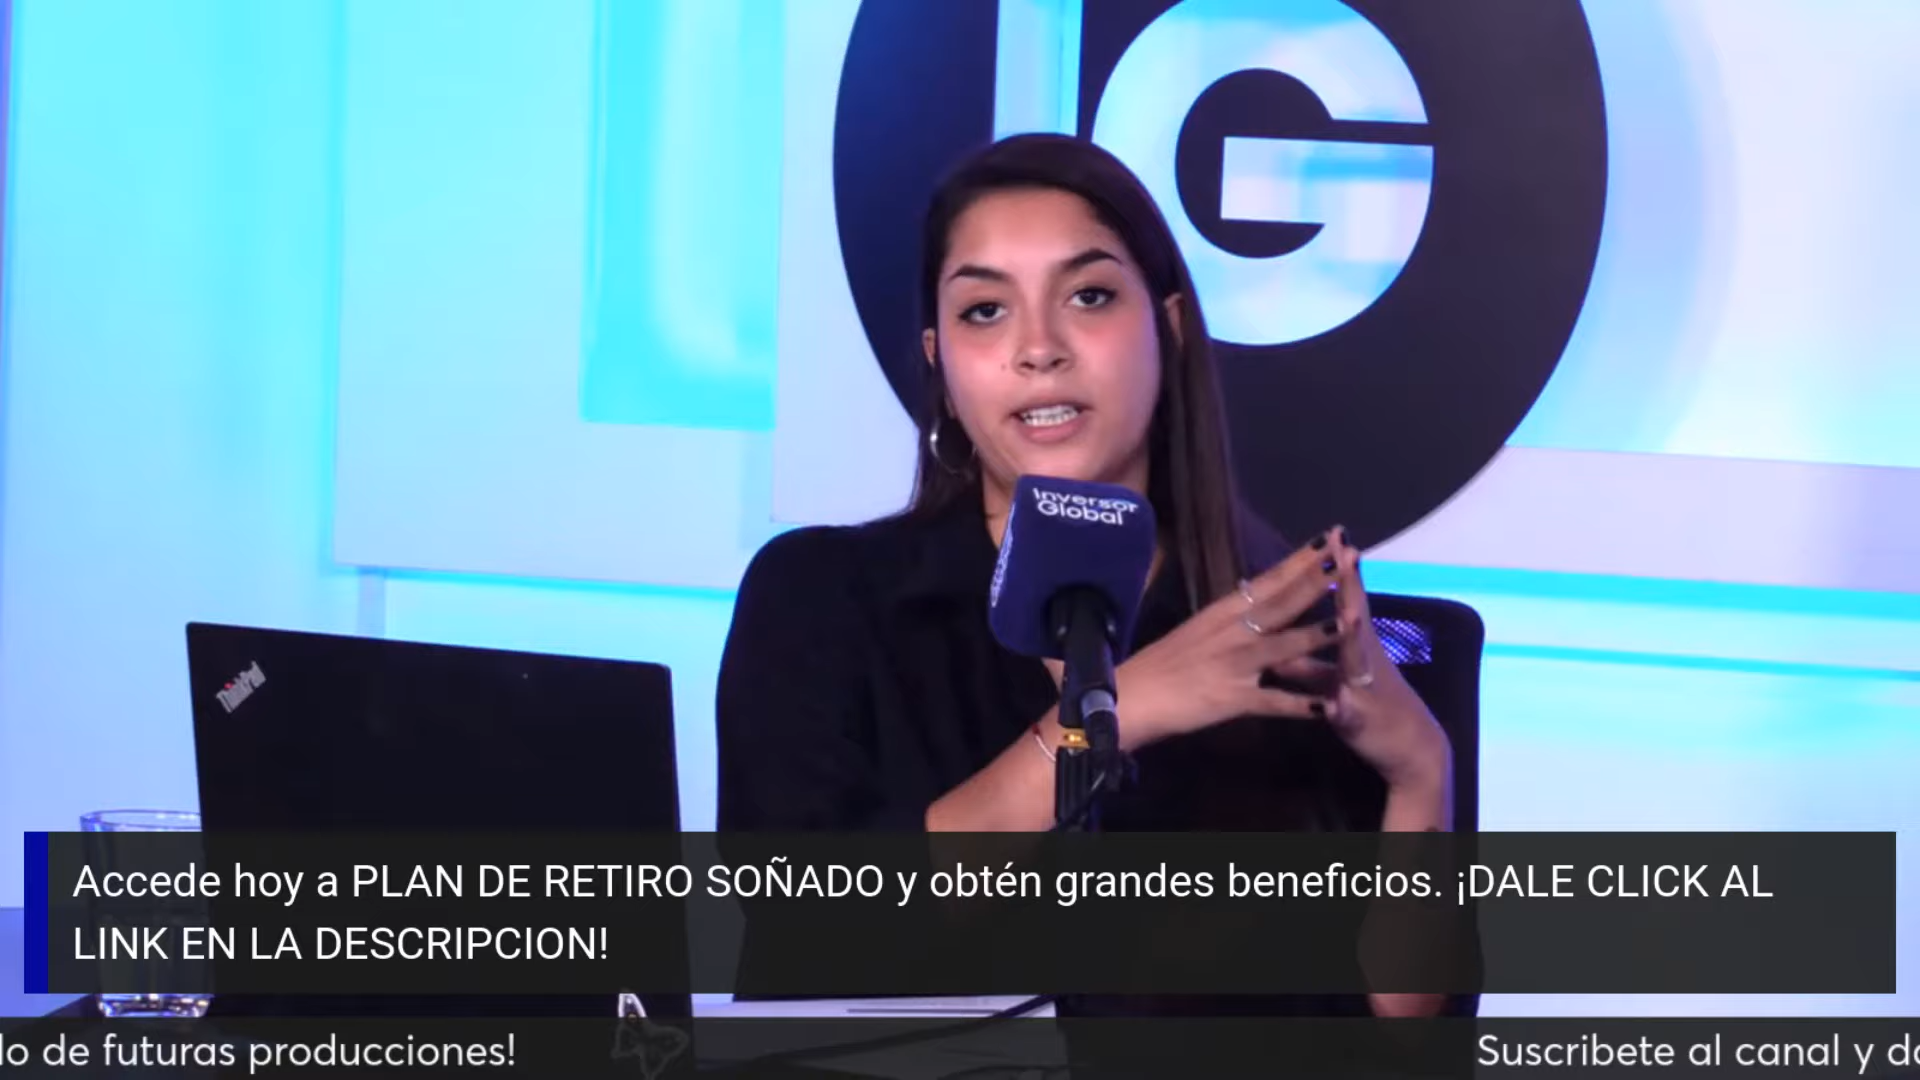 IG
Inversor
Global
ThinkPad
Accede hoy a PLAN DE RETIRO SOÑADO y obtén grandes beneficios. ¡DALE CLICK AL
LINK EN LA DESCRIPCION!
lo de futuras producciones!
Suscribete al canal y da